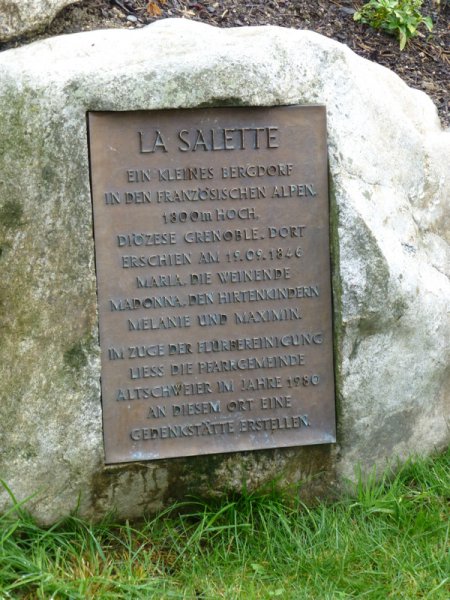 LA SALETTE
EIN KLEINES BERGDORF
IN DEN FRANZÖSISCHEN ALPEN.
1800m HOCH.
DIÖZESE GRENOBLE. DORT
ERSCHIEN AM 19.09.1846
MARIA, DIE WEINENDE
MADONNA, DEN HIRTENKINDERN
MELANIE UND MAXIMIN.
IM ZUGE DER FLURBEREINIGUNG
LIESS DIE PFARRGEMEINDE
ALTSCHWEIER IM JAHRE 1980
AN DIESEM ORT EINE
GEDENKSTÄTTE ERSTELLEN.